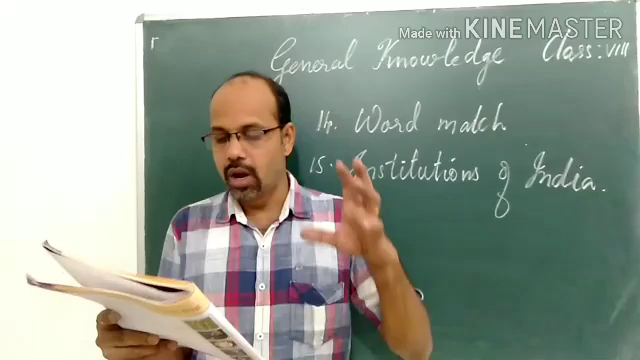 Made with KINEMASTER
General Knowledge Class: VIII
14. Word match
15. Institutions of India.